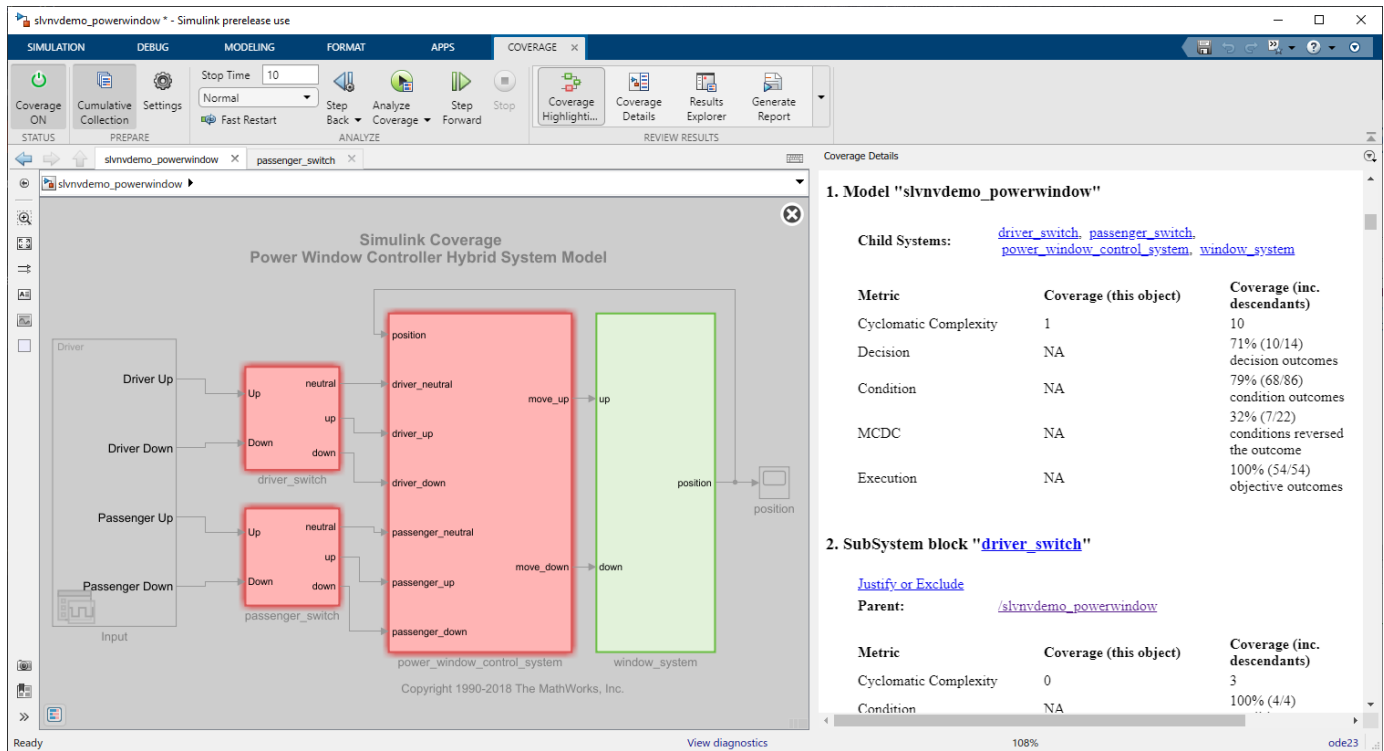 slvnvdemo_powerwindow * - Simulink prerelease use
SIMULATION DEBUG MODELING FORMAT APPS COVERAGE ×
Coverage ON
Cumulative Collection
Settings
Stop Time 10
Normal
Fast Restart
Step Back
Analyze Coverage
Step Forward
Stop
Coverage Highlighti...
Coverage Details
Results Explorer
Generate Report
STATUS PREPARE ANALYZE REVIEW RESULTS
slvnvdemo_powerwindow × passenger_switch ×
slvnvdemo_powerwindow
Simulink Coverage
Power Window Controller Hybrid System Model
Driver
Driver Up
Driver Down
Passenger Up
Passenger Down
Input
Up neutral
up
Down
down
driver_switch
Up neutral
up
Down down
passenger_switch
position
driver_neutral
move_up
driver_up
driver_down
passenger_neutral
move_down
passenger_up
passenger_down
power_window_control_system
up
position
down
window_system
position
Copyright 1990-2018 The MathWorks, Inc.
Coverage Details
1. Model "slvnvdemo_powerwindow"
Child Systems: driver_switch, passenger_switch,
power_window_control_system, window_system
Metric Coverage (this object) Coverage (inc. descendants)
Cyclomatic Complexity 1 10
Decision NA 71% (10/14) decision outcomes
Condition NA 79% (68/86) condition outcomes
MCDC NA 32% (7/22) conditions reversed the outcome
Execution NA 100% (54/54) objective outcomes
2. SubSystem block "driver_switch"
Justify or Exclude
Parent: /slvnvdemo_powerwindow
Metric Coverage (this object) Coverage (inc. descendants)
Cyclomatic Complexity 0 3
Condition NA 100% (4/4)
Ready View diagnostics 108% ode23